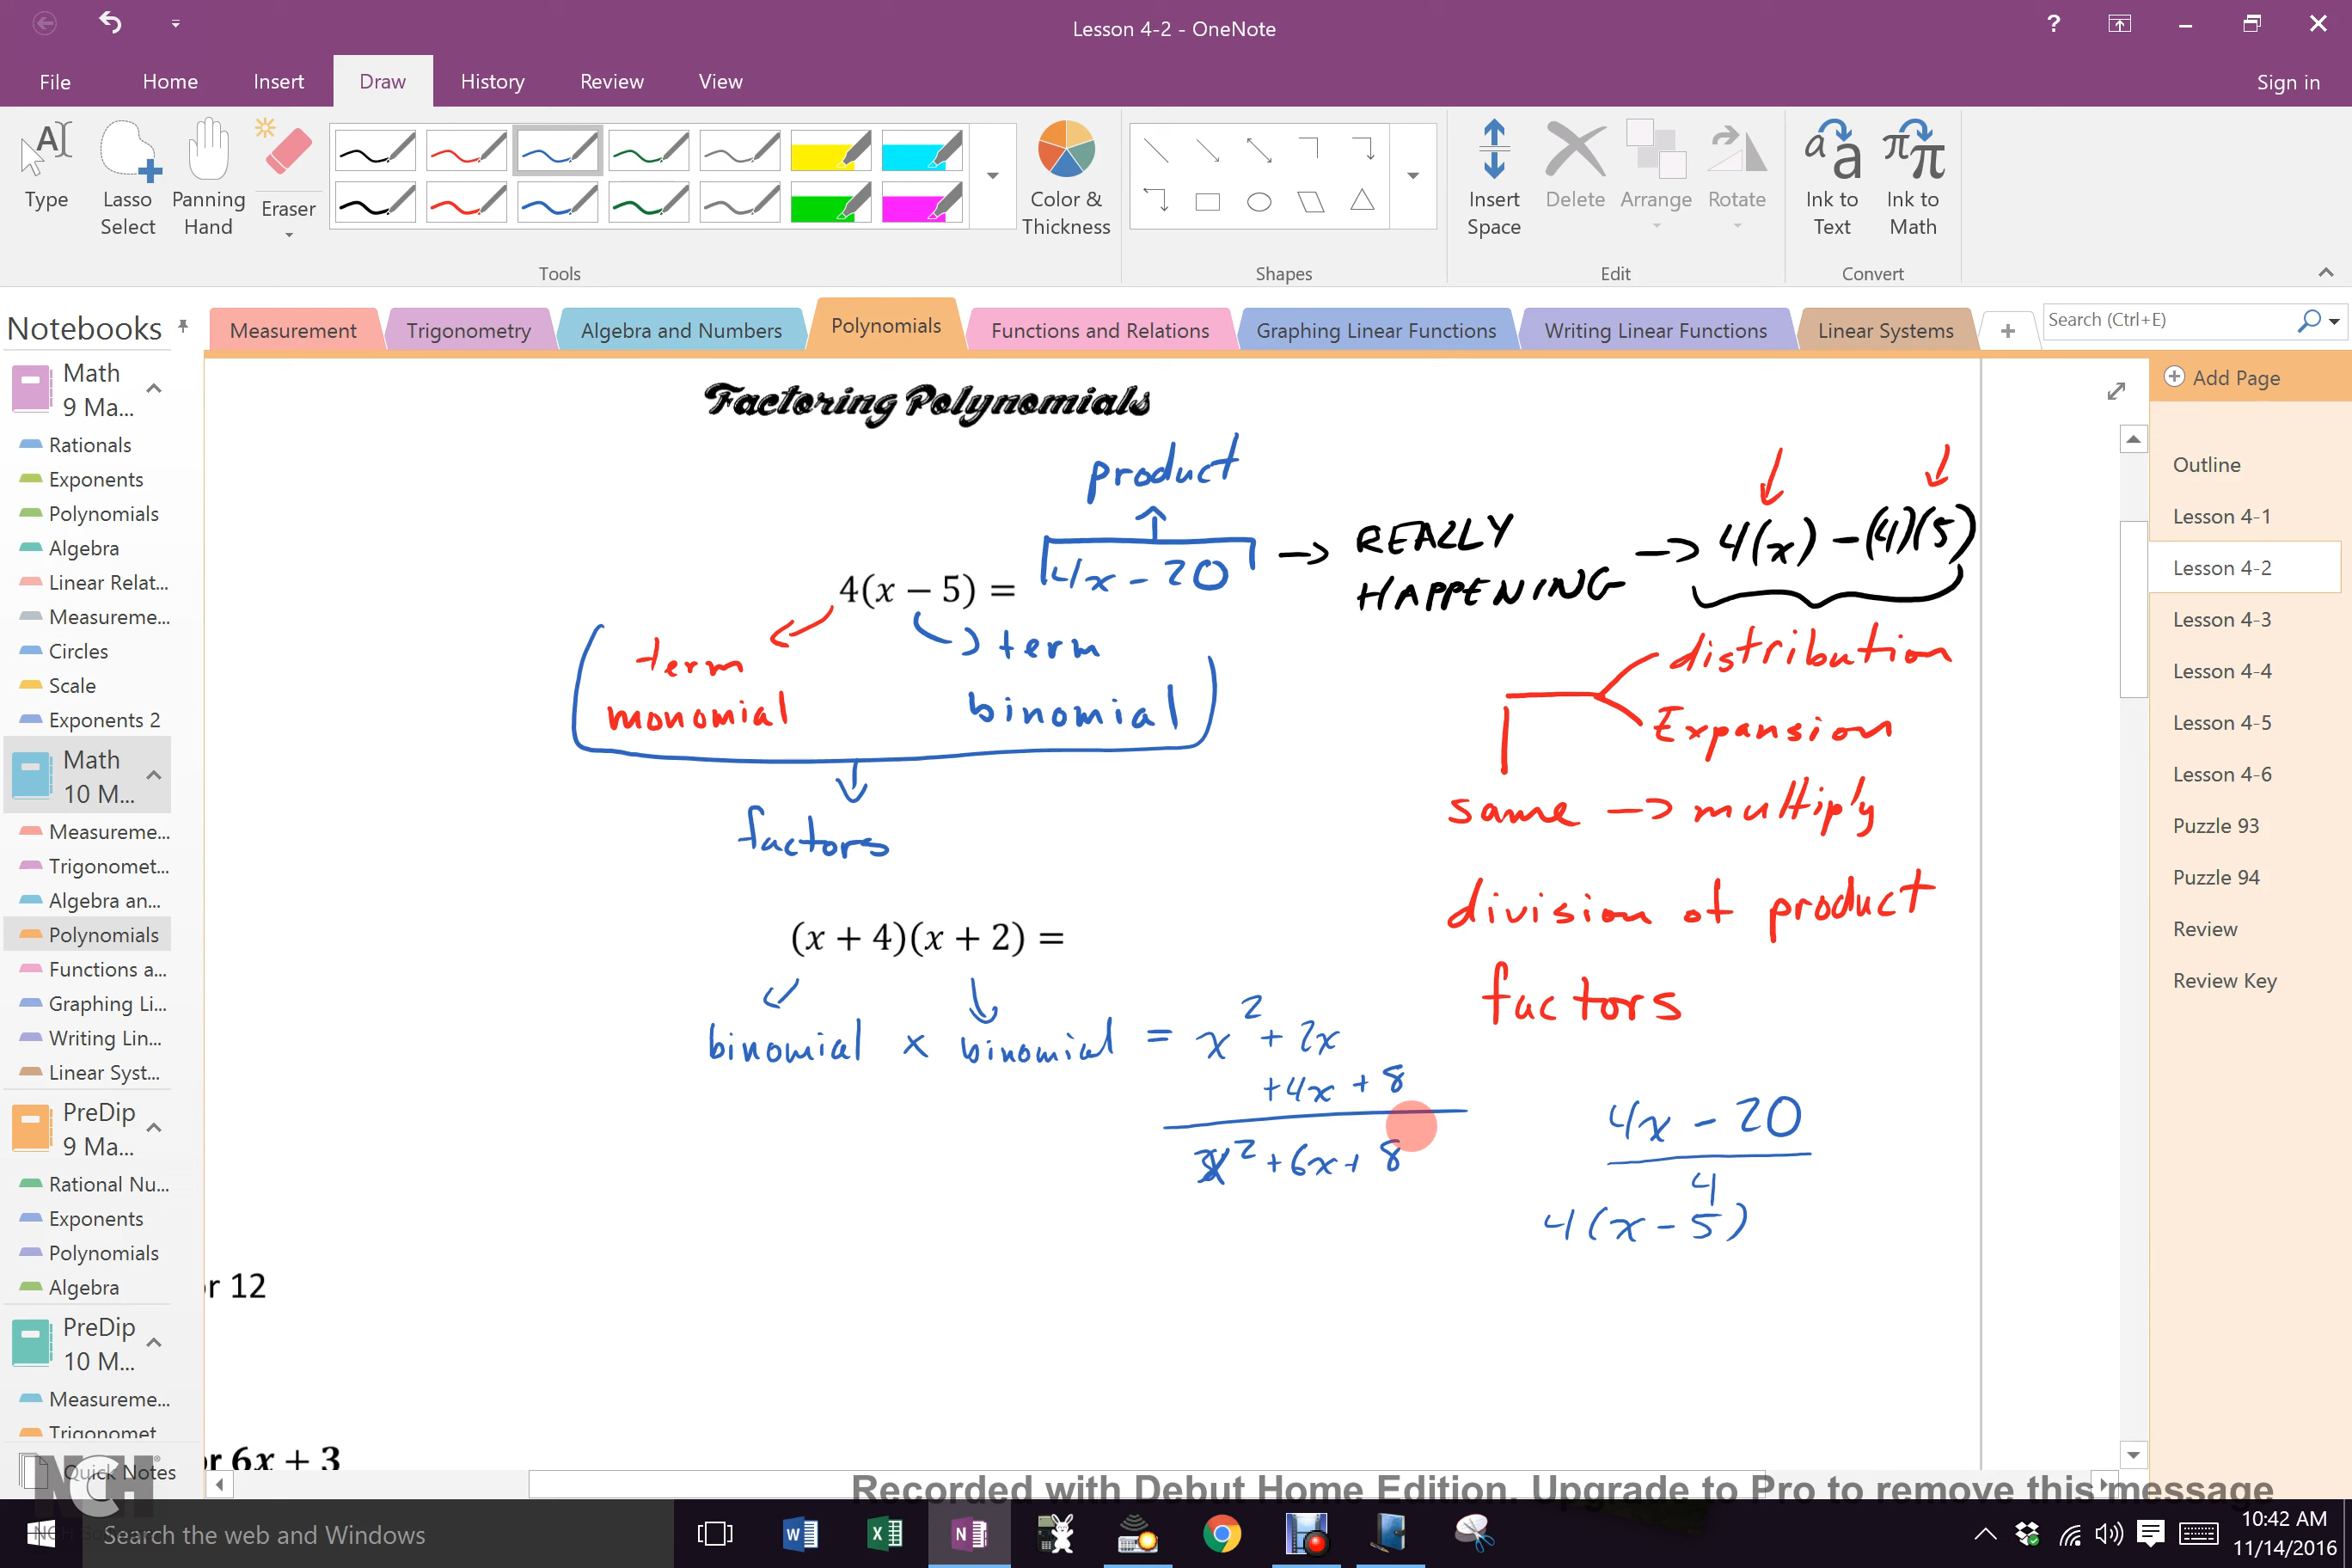 Lesson 4-2 - OneNote
File Home Insert Draw History Review View Sign in
Type
Lasso Select
Panning Hand
Eraser
Color & Thickness
Insert Space
Delete
Arrange
Rotate
Ink to Text
Ink to Math
Tools Shapes Edit Convert
Notebooks
Measurement Trigonometry Algebra and Numbers Polynomials Functions and Relations Graphing Linear Functions Writing Linear Functions Linear Systems
Search (Ctrl+E)
Math 9 Ma...
Rationals
Exponents
Polynomials
Algebra
Linear Relat...
Measureme...
Circles
Scale
Exponents 2
Math 10 M...
Measureme...
Trigonomet...
Algebra an...
Polynomials
Functions a...
Graphing Li...
Writing Lin...
Linear Syst...
PreDip 9 Ma...
Rational Nu...
Exponents
Polynomials
Algebra
PreDip 10 M...
Measureme...
Trigonomet
Quick Notes
Factoring Polynomials
product
4(x − 5) = 4x - 20 → REALLY HAPPENING → 4(x) - (4)(5)
term term
monomial binomial
factors
distribution
Expansion
same → multiply
division of product
factors
(x + 4)(x + 2) =
binomial x binomial = x² + 2x
+4x + 8
x² + 6x + 8
4x - 20
4
4(x - 5)
r 12
r 6x + 3
Add Page
Outline
Lesson 4-1
Lesson 4-2
Lesson 4-3
Lesson 4-4
Lesson 4-5
Lesson 4-6
Puzzle 93
Puzzle 94
Review
Review Key
Recorded with Debut Home Edition. Upgrade to Pro to remove this message
NCH
Search the web and Windows
10:42 AM
11/14/2016